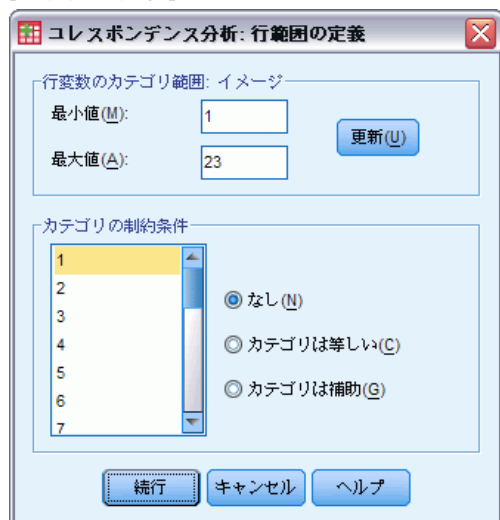 コレスポンデンス分析: 行範囲の定義
行変数のカテゴリ範囲: イメージ
最小値(M):
1
最大値(A):
23
更新(U)
カテゴリの制約条件
1
2
3
4
5
6
7
なし(N)
カテゴリは等しい(C)
カテゴリは補助(G)
続行
キャンセル
ヘルプ